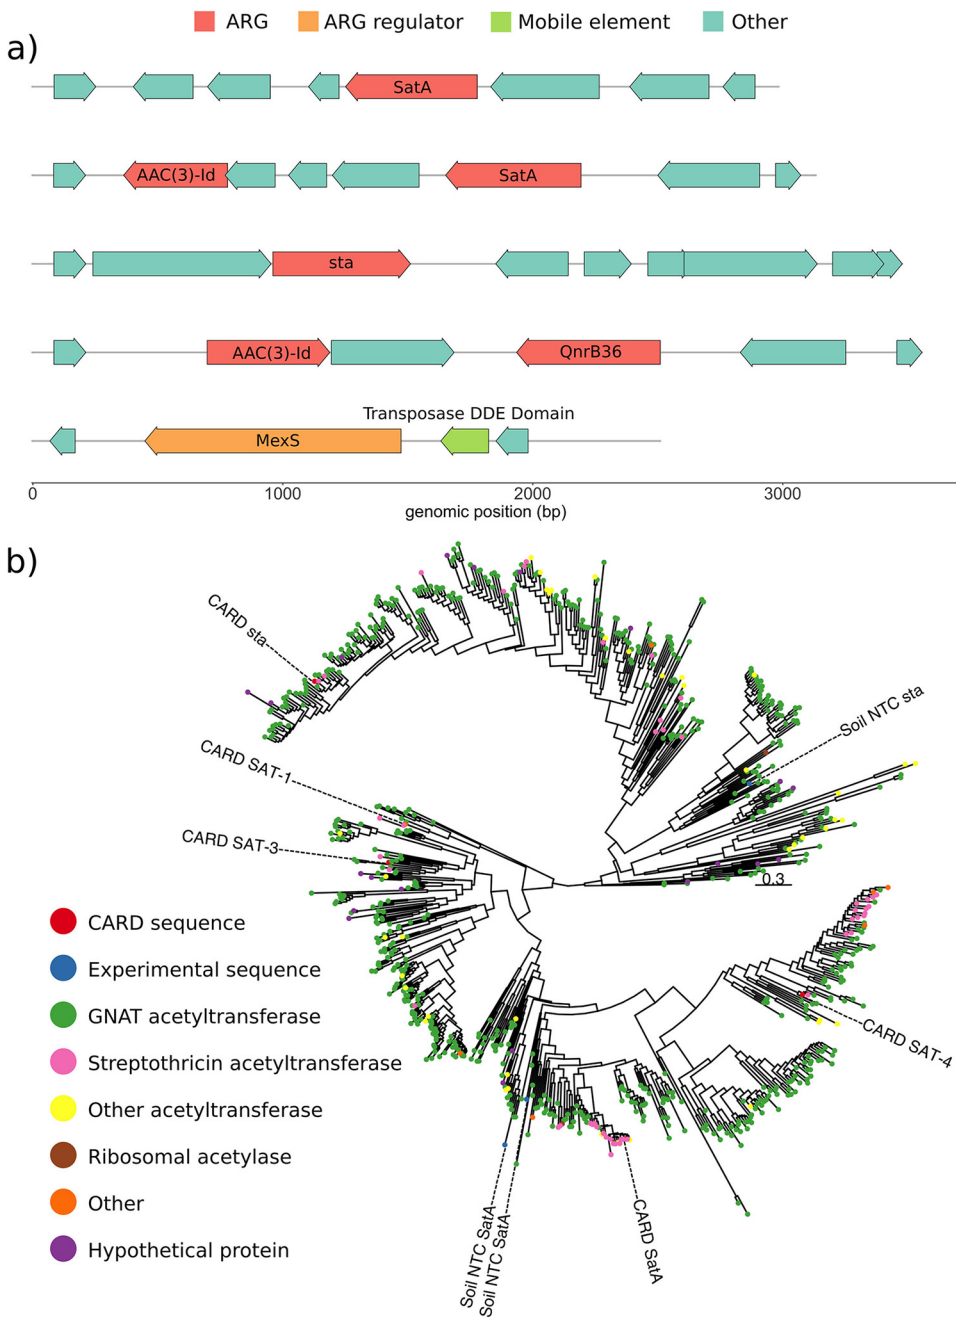 ARG
ARG regulator
Mobile element
Other
a)
SatA
AAC(3)-Id
SatA
sta
AAC(3)-Id
QnrB36
Transposase DDE Domain
MexS
0
1000
2000
3000
genomic position (bp)
b)
CARD sta
Soil NTC sta
CARD SAT-1
CARD SAT-3
0.3
CARD sequence
Experimental sequence
GNAT acetyltransferase
Streptothricin acetyltransferase
Other acetyltransferase
Ribosomal acetylase
Other
Hypothetical protein
CARD SAT-4
Soil NTC SatA
Soil NTC SatA
CARD SatA